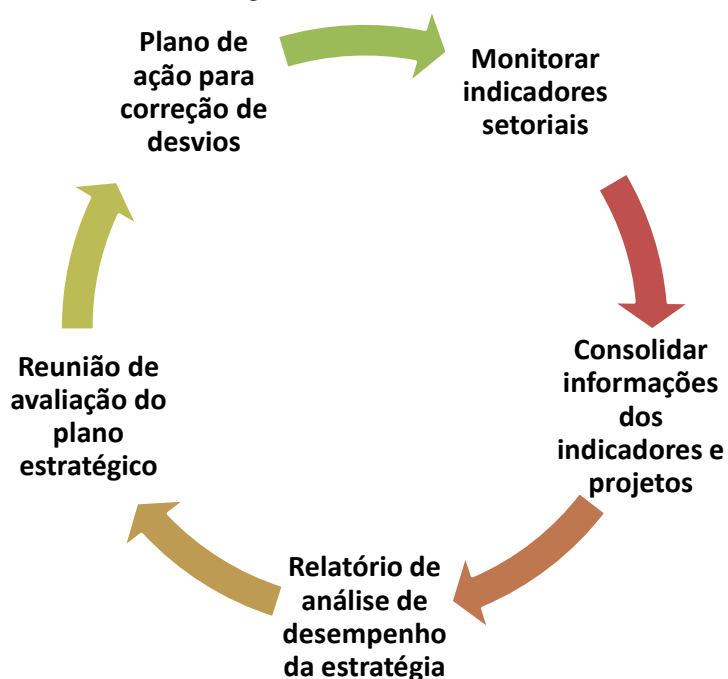 Plano de
ação para
correção de
desvios
Monitorar
indicadores
setoriais
Consolidar
informações
dos
indicadores e
projetos
Relatório de
análise de
desempenho
da estratégia
Reunião de
avaliação do
plano
estratégico